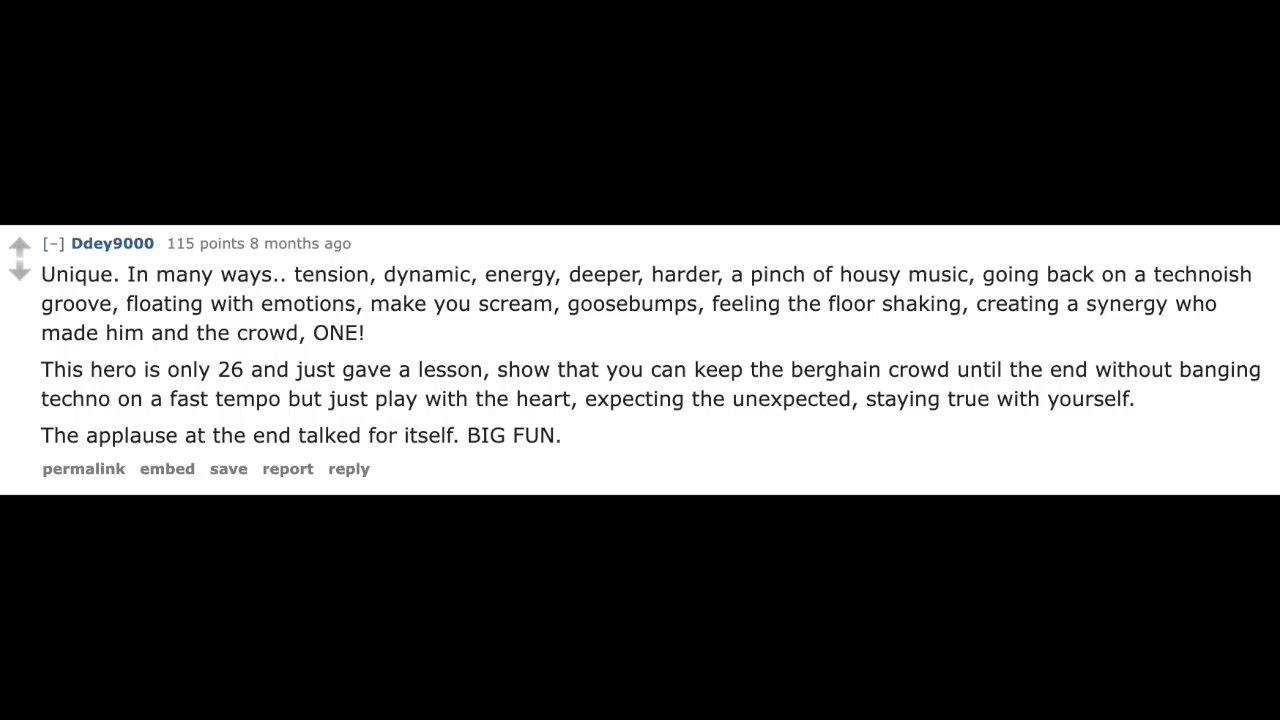 [–] Ddey9000 115 points 8 months ago
Unique. In many ways.. tension, dynamic, energy, deeper, harder, a pinch of housy music, going back on a technoish
groove, floating with emotions, make you scream, goosebumps, feeling the floor shaking, creating a synergy who
made him and the crowd, ONE!
This hero is only 26 and just gave a lesson, show that you can keep the berghain crowd until the end without banging
techno on a fast tempo but just play with the heart, expecting the unexpected, staying true with yourself.
The applause at the end talked for itself. BIG FUN.
permalink embed save report reply